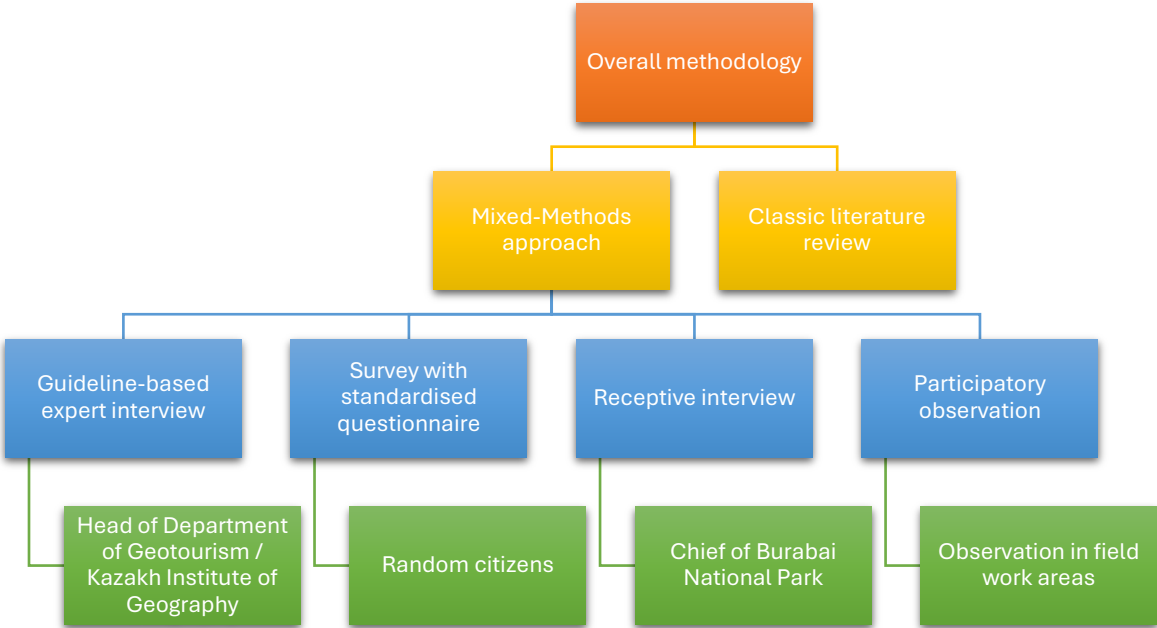 Overall methodology
Mixed-Methods
approach
Classic literature
review
Guideline-based
expert interview
Survey with
standardised
questionnaire
Receptive interview
Participatory
observation
Head of Department
of Geotourism /
Kazakh Institute of
Geography
Random citizens
Chief of Burabai
National Park
Observation in field
work areas